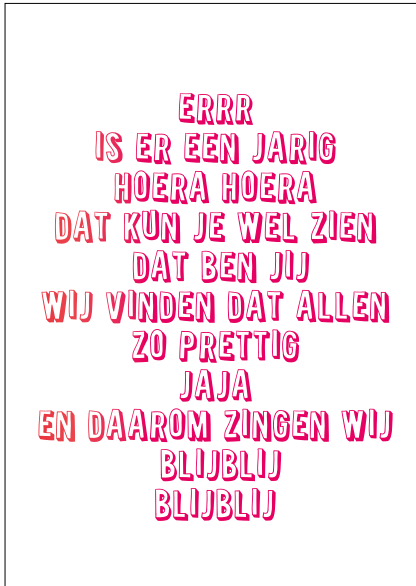 ERRR
IS ER EEN JARIG
HOERA HOERA
DAT KUN JE WEL ZIEN
DAT BEN JIJ
WIJ VINDEN DAT ALLEN
ZO PRETTIG
JAJA
EN DAAROM ZINGEN WIJ
BLIJBLIJ
BLIJBLIJ